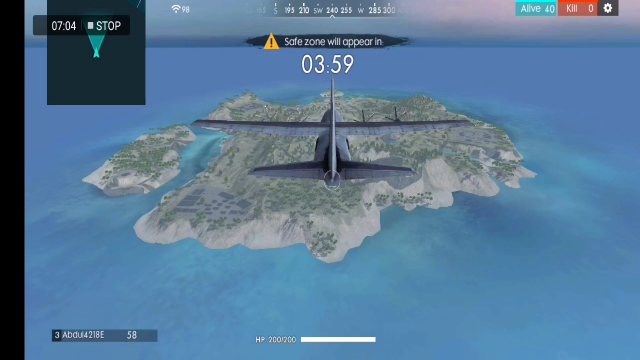 98
S 195 210 SW 240 255 W 285 300
Alive 40 Kill 0
07:04 STOP
Safe zone will appear in
03:59
3 Abdul4218E 58
HP 200/200